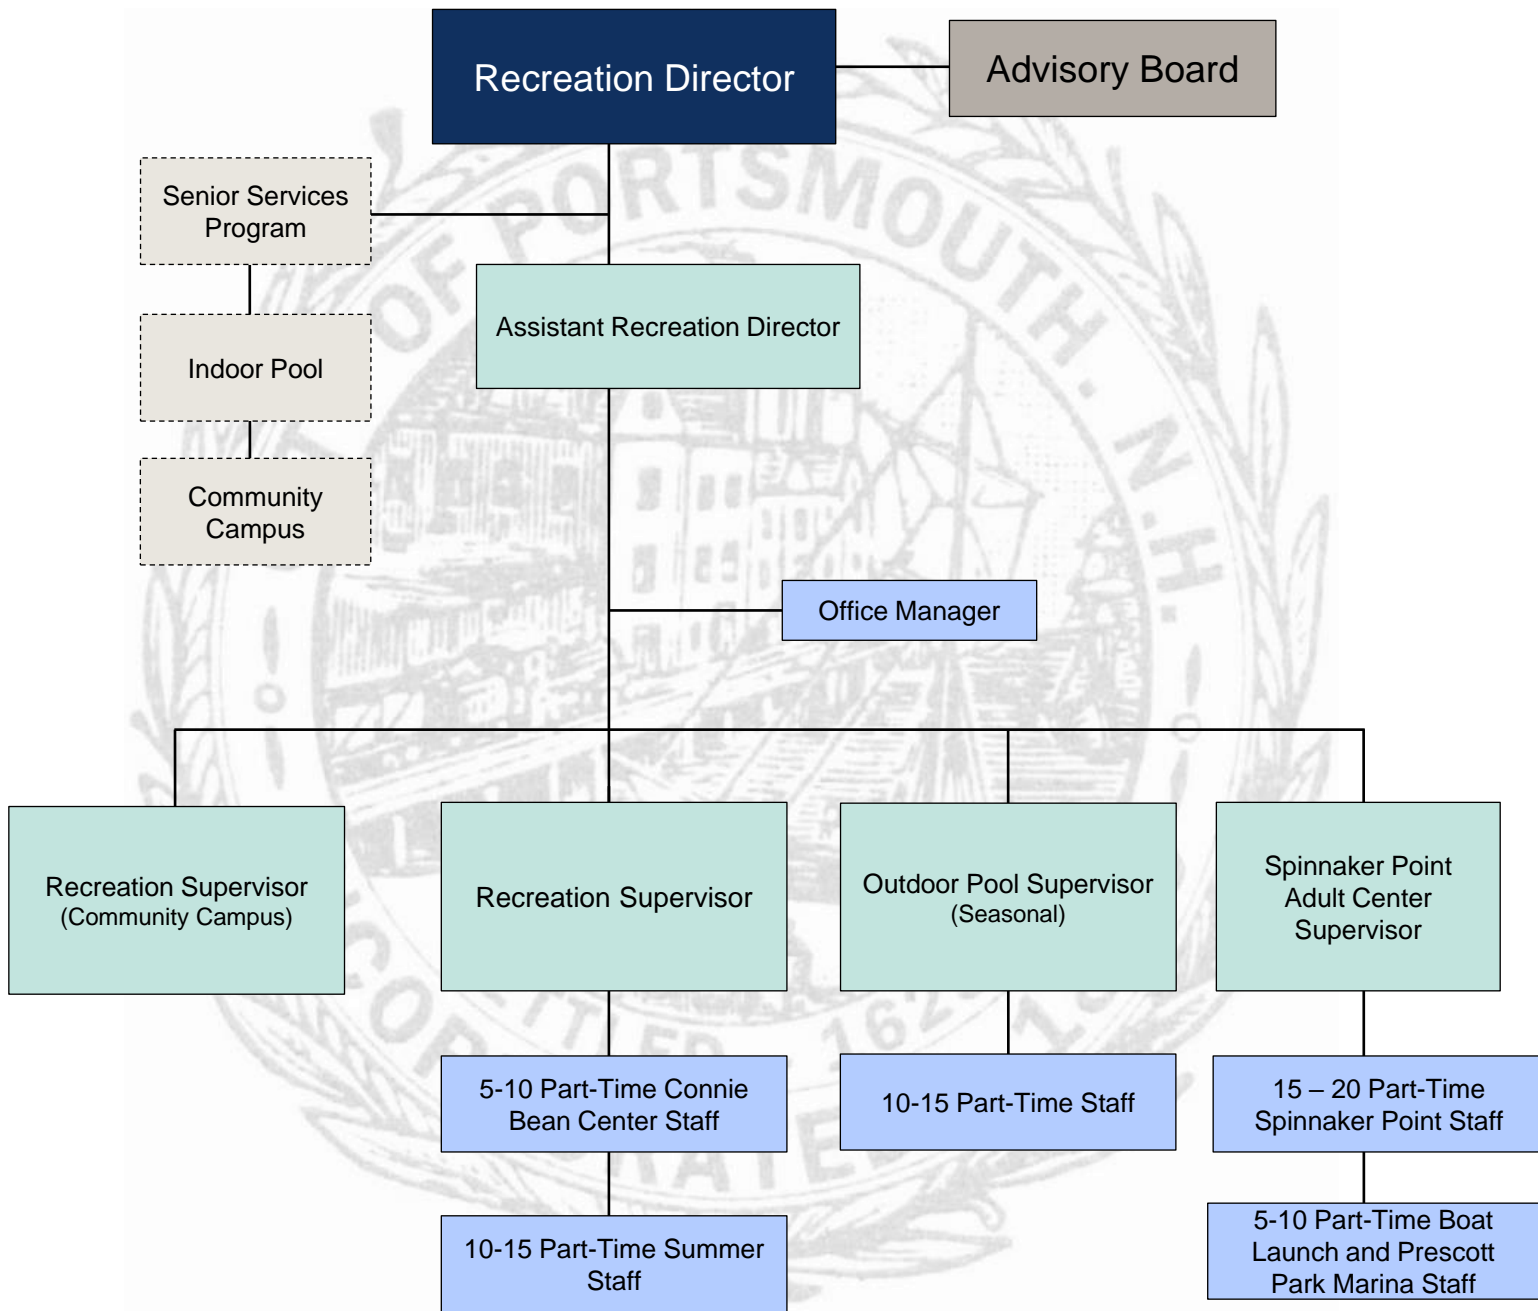 Recreation Director
Advisory Board
Senior Services
Program
Assistant Recreation Director
Indoor Pool
Community
Campus
Office Manager
Recreation Supervisor
(Community Campus)
Recreation Supervisor
Outdoor Pool Supervisor
(Seasonal)
Spinnaker Point
Adult Center
Supervisor
5-10 Part-Time Connie
Bean Center Staff
10-15 Part-Time Staff
15 – 20 Part-Time
Spinnaker Point Staff
10-15 Part-Time Summer
Staff
5-10 Part-Time Boat
Launch and Prescott
Park Marina Staff
OF PORTSMOUTH. N.H.